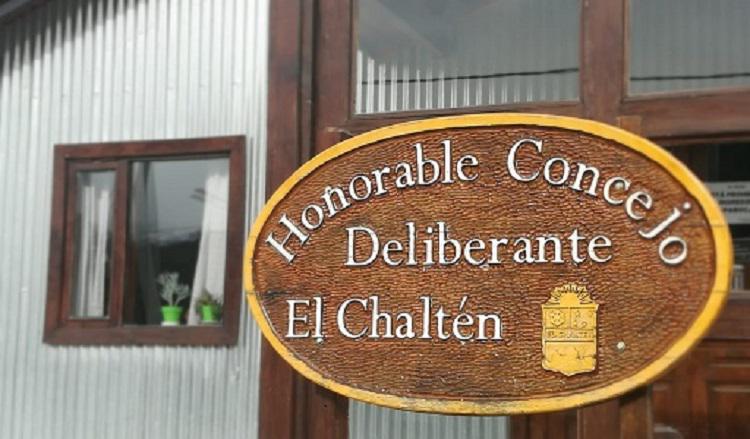 Honorable Concejo
Deliberante
El Chaltén